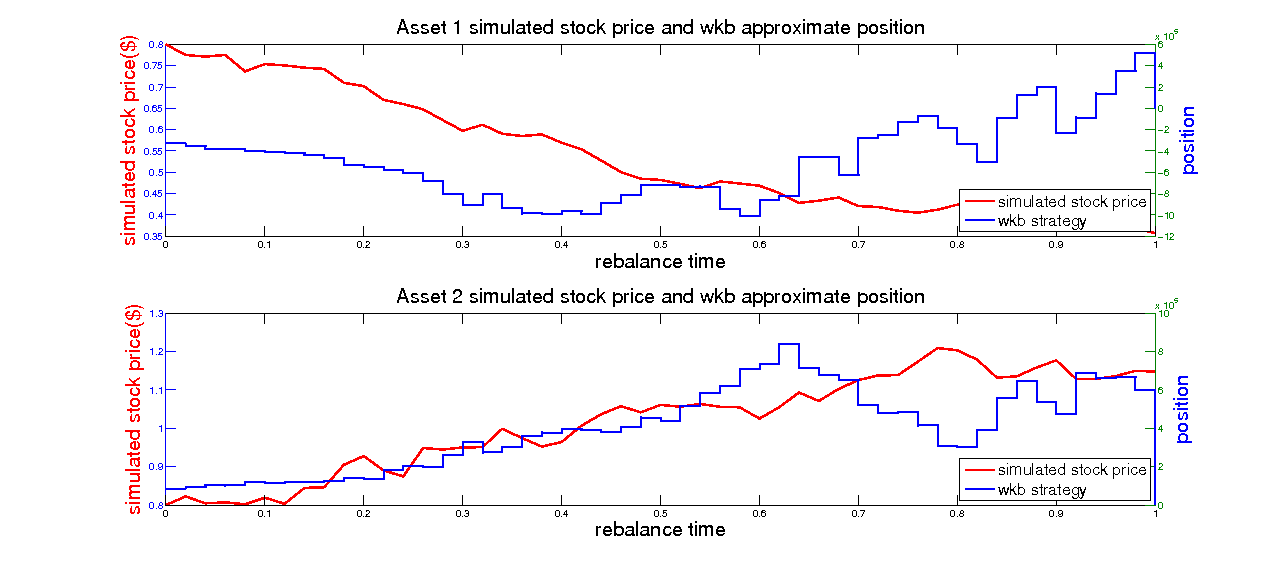 Asset 1 simulated stock price and wkb approximate position
simulated stock price($)
0.8
0.75
0.7
0.65
0.6
0.55
0.5
0.45
0.4
0.35
x 10^5
6
4
2
0
-2
-4
-6
-8
-10
-12
position
simulated stock price
wkb strategy
0 0.1 0.2 0.3 0.4 0.5 0.6 0.7 0.8 0.9 1
rebalance time
Asset 2 simulated stock price and wkb approximate position
simulated stock price($)
1.3
1.2
1.1
1
0.9
0.8
10
8
6
4
2
0
position
simulated stock price
wkb strategy
0 0.1 0.2 0.3 0.4 0.5 0.6 0.7 0.8 0.9 1
rebalance time